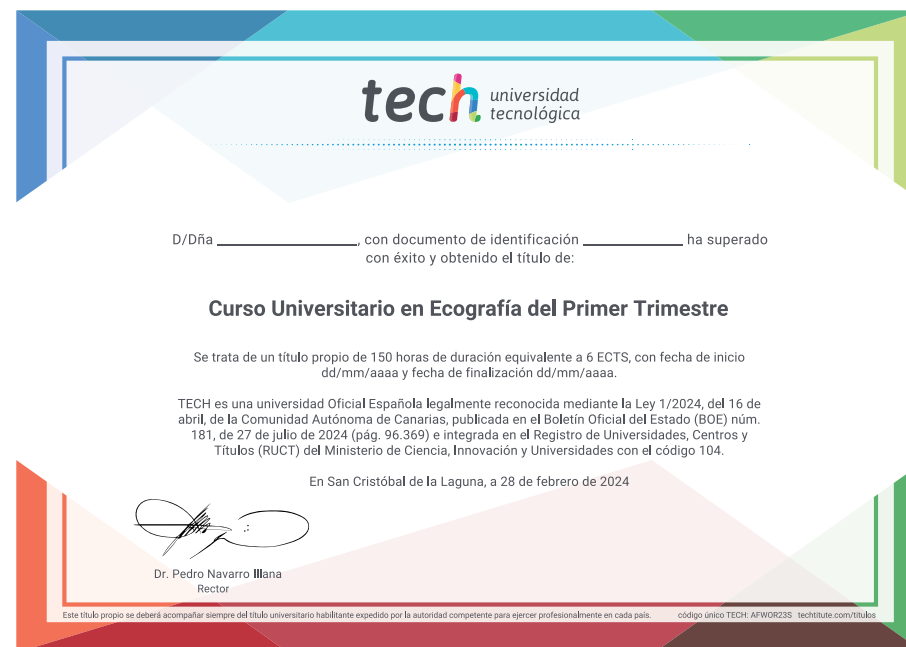 tech universidad
tecnológica
D/Dña ____________________, con documento de identificación ______________ ha superado
con éxito y obtenido el título de:
Curso Universitario en Ecografía del Primer Trimestre
Se trata de un título propio de 150 horas de duración equivalente a 6 ECTS, con fecha de inicio
dd/mm/aaaa y fecha de finalización dd/mm/aaaa.
TECH es una universidad Oficial Española legalmente reconocida mediante la Ley 1/2024, del 16 de
abril, de la Comunidad Autónoma de Canarias, publicada en el Boletín Oficial del Estado (BOE) núm.
181, de 27 de julio de 2024 (pág. 96.369) e integrada en el Registro de Universidades, Centros y
Títulos (RUCT) del Ministerio de Ciencia, Innovación y Universidades con el código 104.
En San Cristóbal de la Laguna, a 28 de febrero de 2024
Dr. Pedro Navarro Illana
Rector
Este título propio se deberá acompañar siempre del título universitario habilitante expedido por la autoridad competente para ejercer profesionalmente en cada país. código único TECH: AFWOR23S techtitute.com/titulos